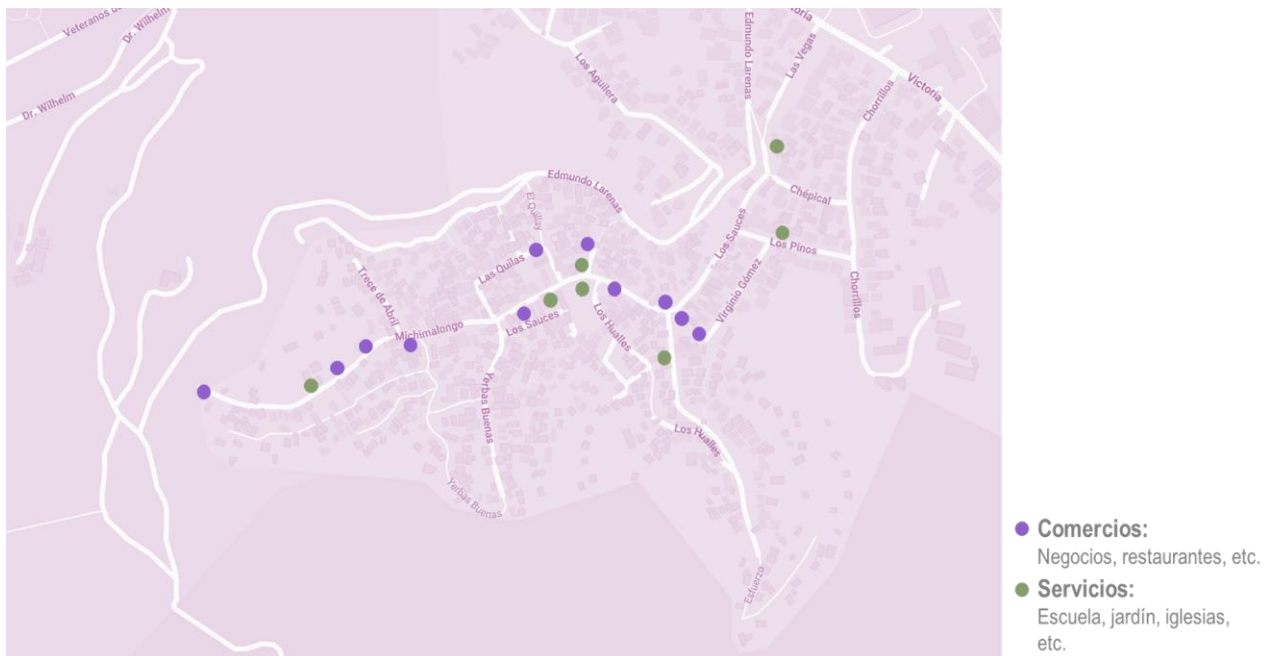 Veteranos de
Dr. Wilhelm
Dr. Wilhelm
Los Aguilera
Edmundo Larenas
Las Vegas
Victoria
Chorrillos
Edmundo Larenas
El Quillay
Chépical
Los Sauces
Los Pinos
Las Quilas
Trece de Abril
Virginio Gómez
Chorrillos
Michimalongo
Los Sauces
Los Hualles
Yerbas Buenas
Los Hualles
Yerbas Buenas
Esfuerzo
Comercios:
Negocios, restaurantes, etc.
Servicios:
Escuela, jardín, iglesias,
etc.